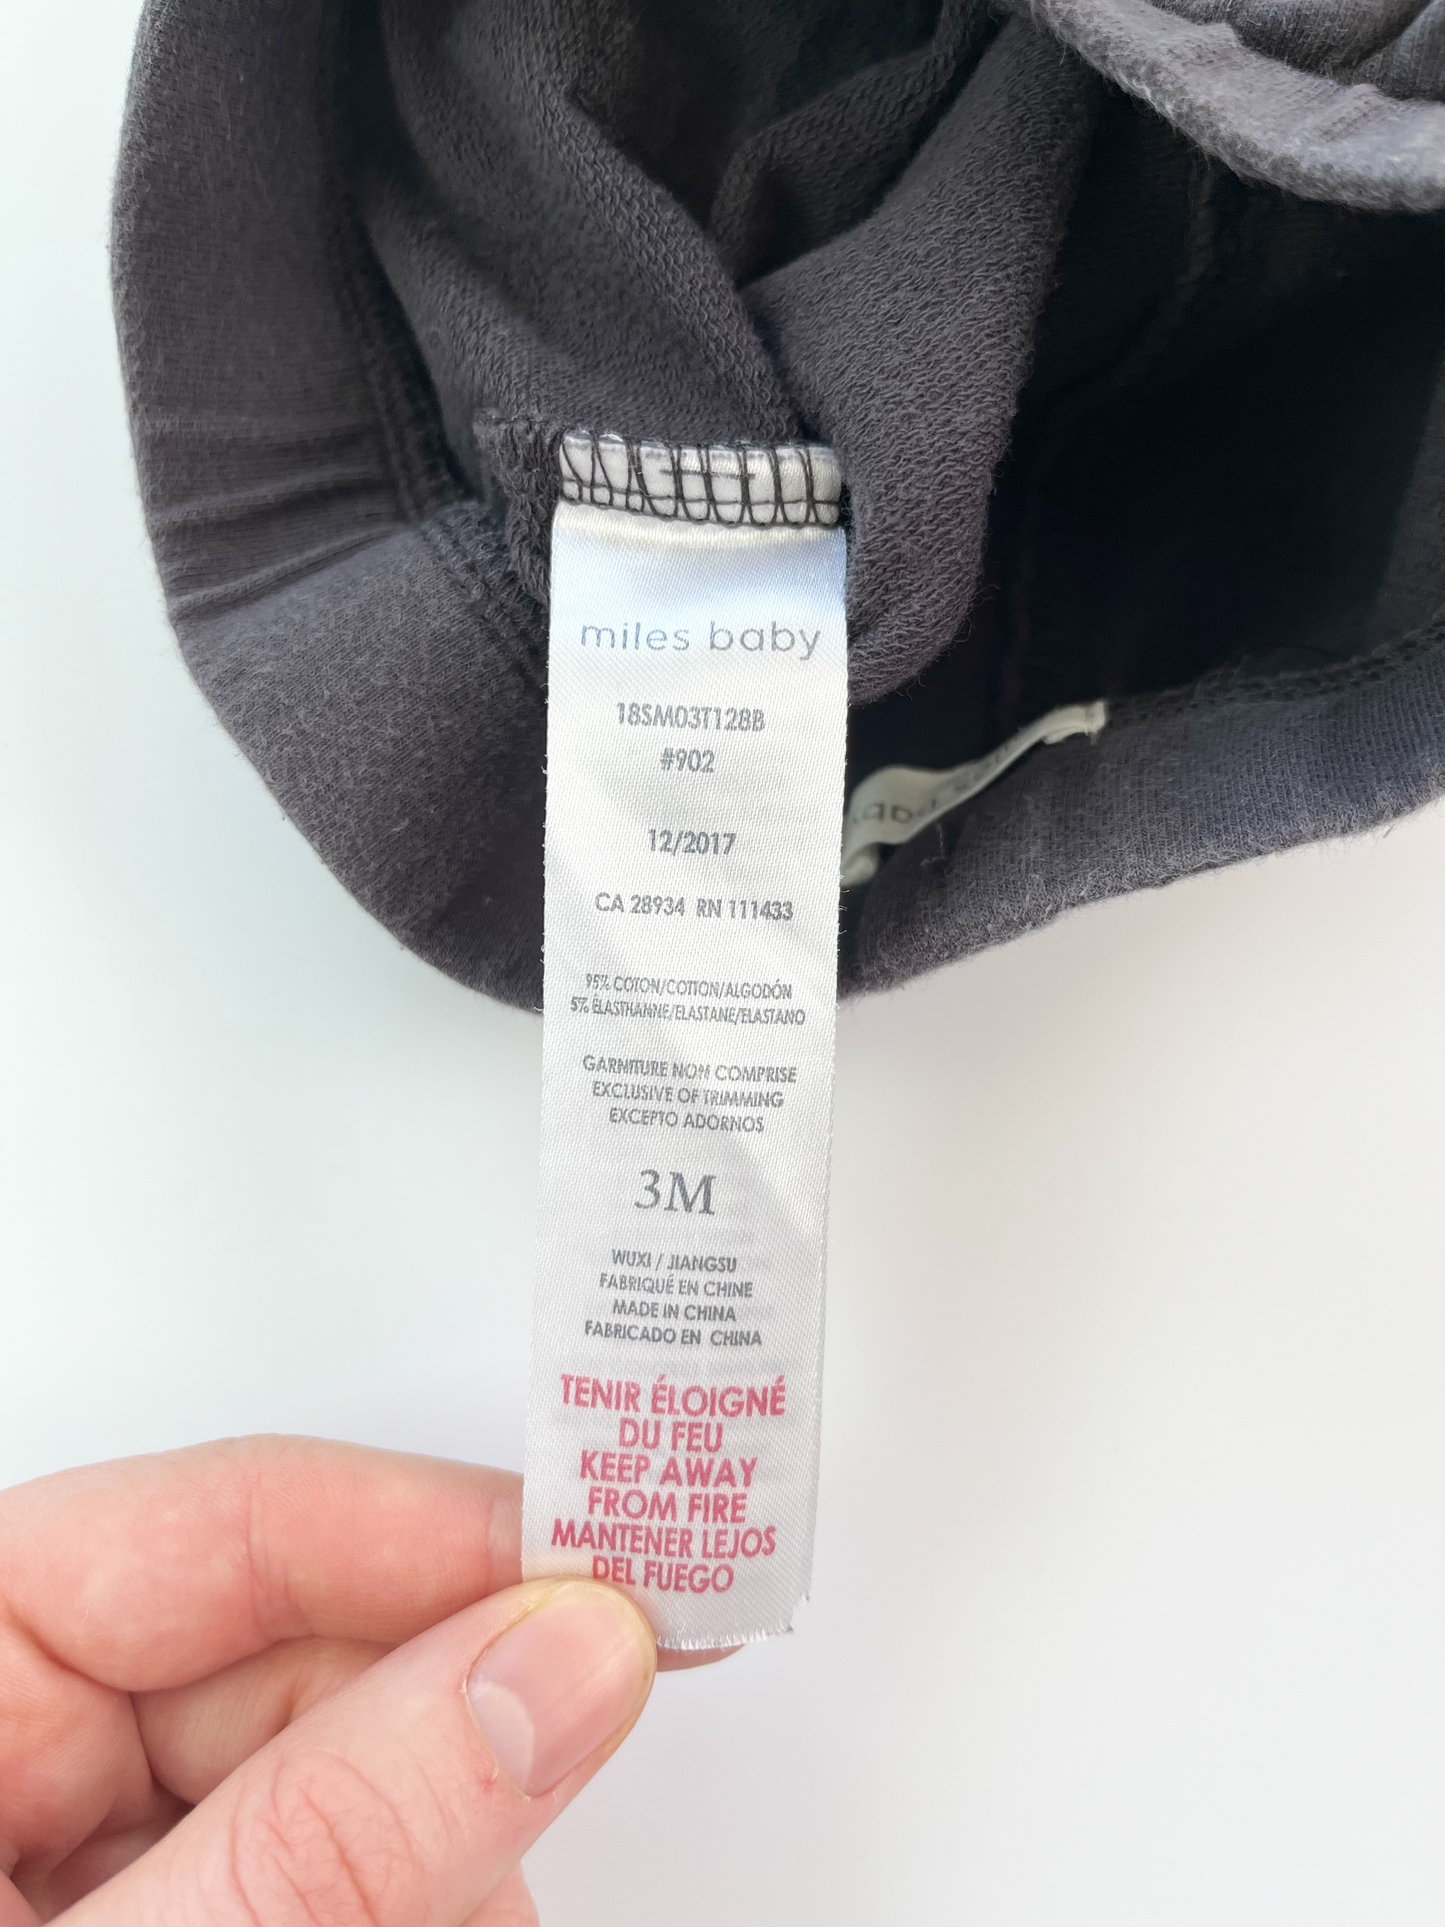 miles baby
18SM03T128B
#902
12/2017
CA 28934 RN 111433
95% COTON/COTTON/ALGODÓN
5% ÉLASTHANNE/ELASTANE/ELASTANO
GARNITURE NON COMPRISE
EXCLUSIVE OF TRIMMING
EXCEPTO ADORNOS
3M
WUXI / JIANGSU
FABRIQUÉ EN CHINE
MADE IN CHINA
FABRICADO EN CHINA
TENIR ÉLOIGNÉ
DU FEU
KEEP AWAY
FROM FIRE
MANTENER LEJOS
DEL FUEGO